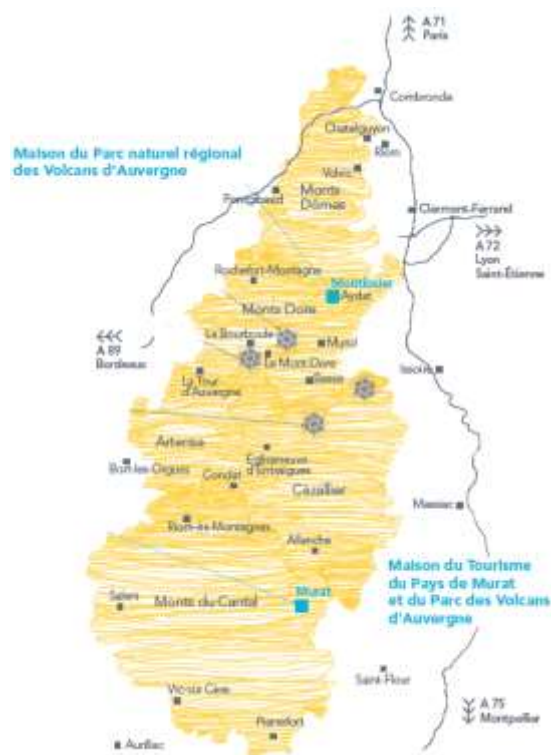 A 71
Paris
Combronde
Chatelguyon
Riom
Maison du Parc naturel régional
des Volcans d'Auvergne
Volvic
Pontgibaud
Monts
Dômes
Clermont-Ferrand
A 72
Lyon
Saint-Étienne
Rochefort-Montagne
Montlosier
Aydat
Monts Dore
A 89
Bordeaux
La Bourboule
Murol
Le Mont-Dore
Besse
Issoire
La Tour
d'Auvergne
Artense
Bort-les-Orgues
Egliseneuve
d'Entraigues
Condat
Cézallier
Massiac
Riom-ès-Montagnes
Allanche
Maison du Tourisme
du Pays de Murat
et du Parc des Volcans
d'Auvergne
Salers
Monts du Cantal
Murat
Saint-Flour
Vic-sur-Cère
A 75
Montpellier
Pierrefort
Aurillac